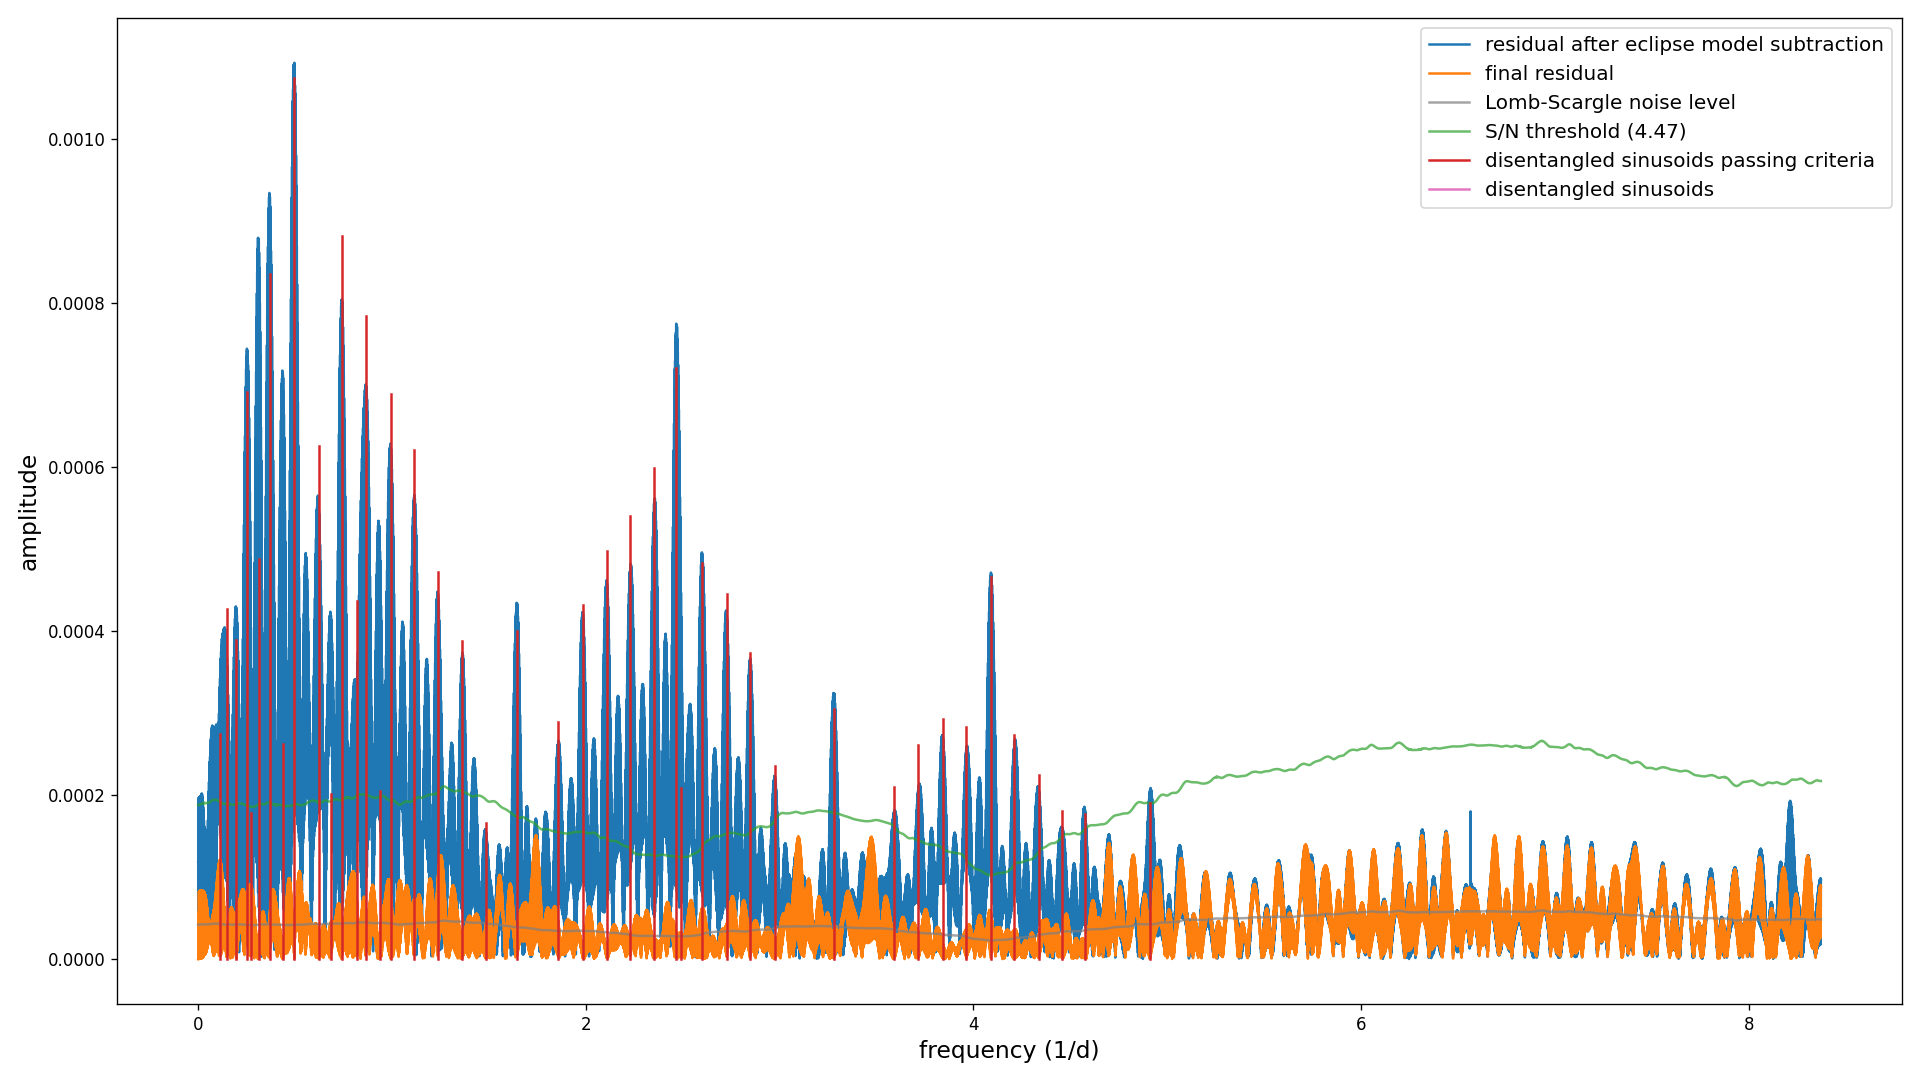 residual after eclipse model subtraction
final residual
Lomb-Scargle noise level
S/N threshold (4.47)
disentangled sinusoids passing criteria
disentangled sinusoids
amplitude
0.0010
0.0008
0.0006
0.0004
0.0002
0.0000
0 2 4 6 8
frequency (1/d)